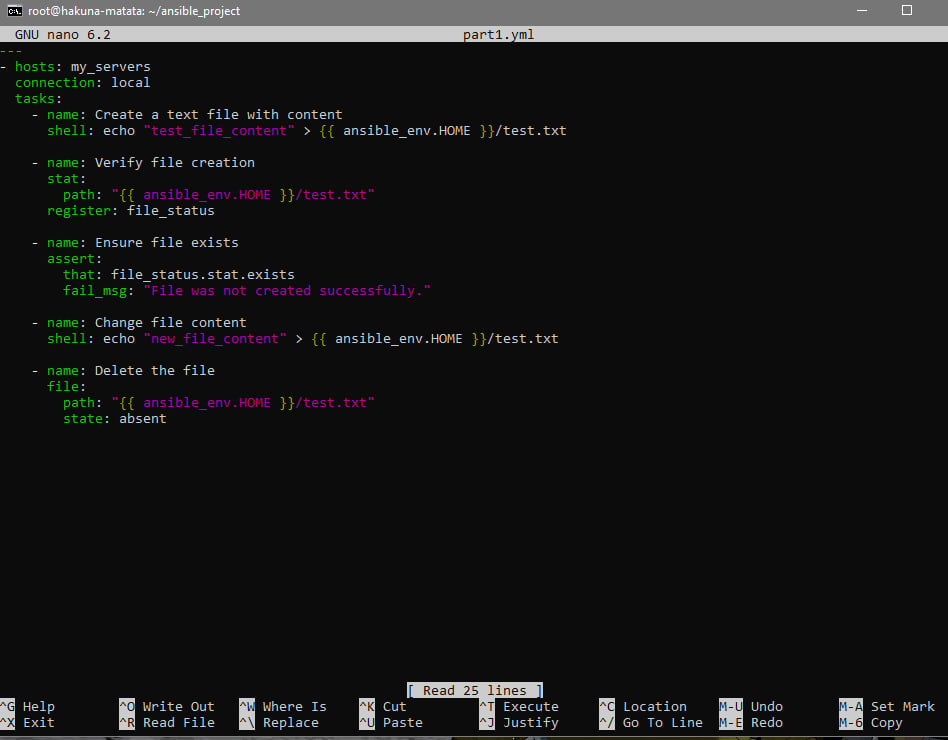 root@hakuna-matata: ~/ansible_project
GNU nano 6.2 part1.yml
---
- hosts: my_servers
  connection: local
  tasks:
    - name: Create a text file with content
      shell: echo "test_file_content" > {{ ansible_env.HOME }}/test.txt

    - name: Verify file creation
      stat:
        path: "{{ ansible_env.HOME }}/test.txt"
      register: file_status

    - name: Ensure file exists
      assert:
        that: file_status.stat.exists
        fail_msg: "File was not created successfully."

    - name: Change file content
      shell: echo "new_file_content" > {{ ansible_env.HOME }}/test.txt

    - name: Delete the file
      file:
        path: "{{ ansible_env.HOME }}/test.txt"
        state: absent

[ Read 25 lines ]
^G Help ^O Write Out ^W Where Is ^K Cut ^T Execute ^C Location M-U Undo M-A Set Mark
^X Exit ^R Read File ^\ Replace ^U Paste ^J Justify ^/ Go To Line M-E Redo M-6 Copy